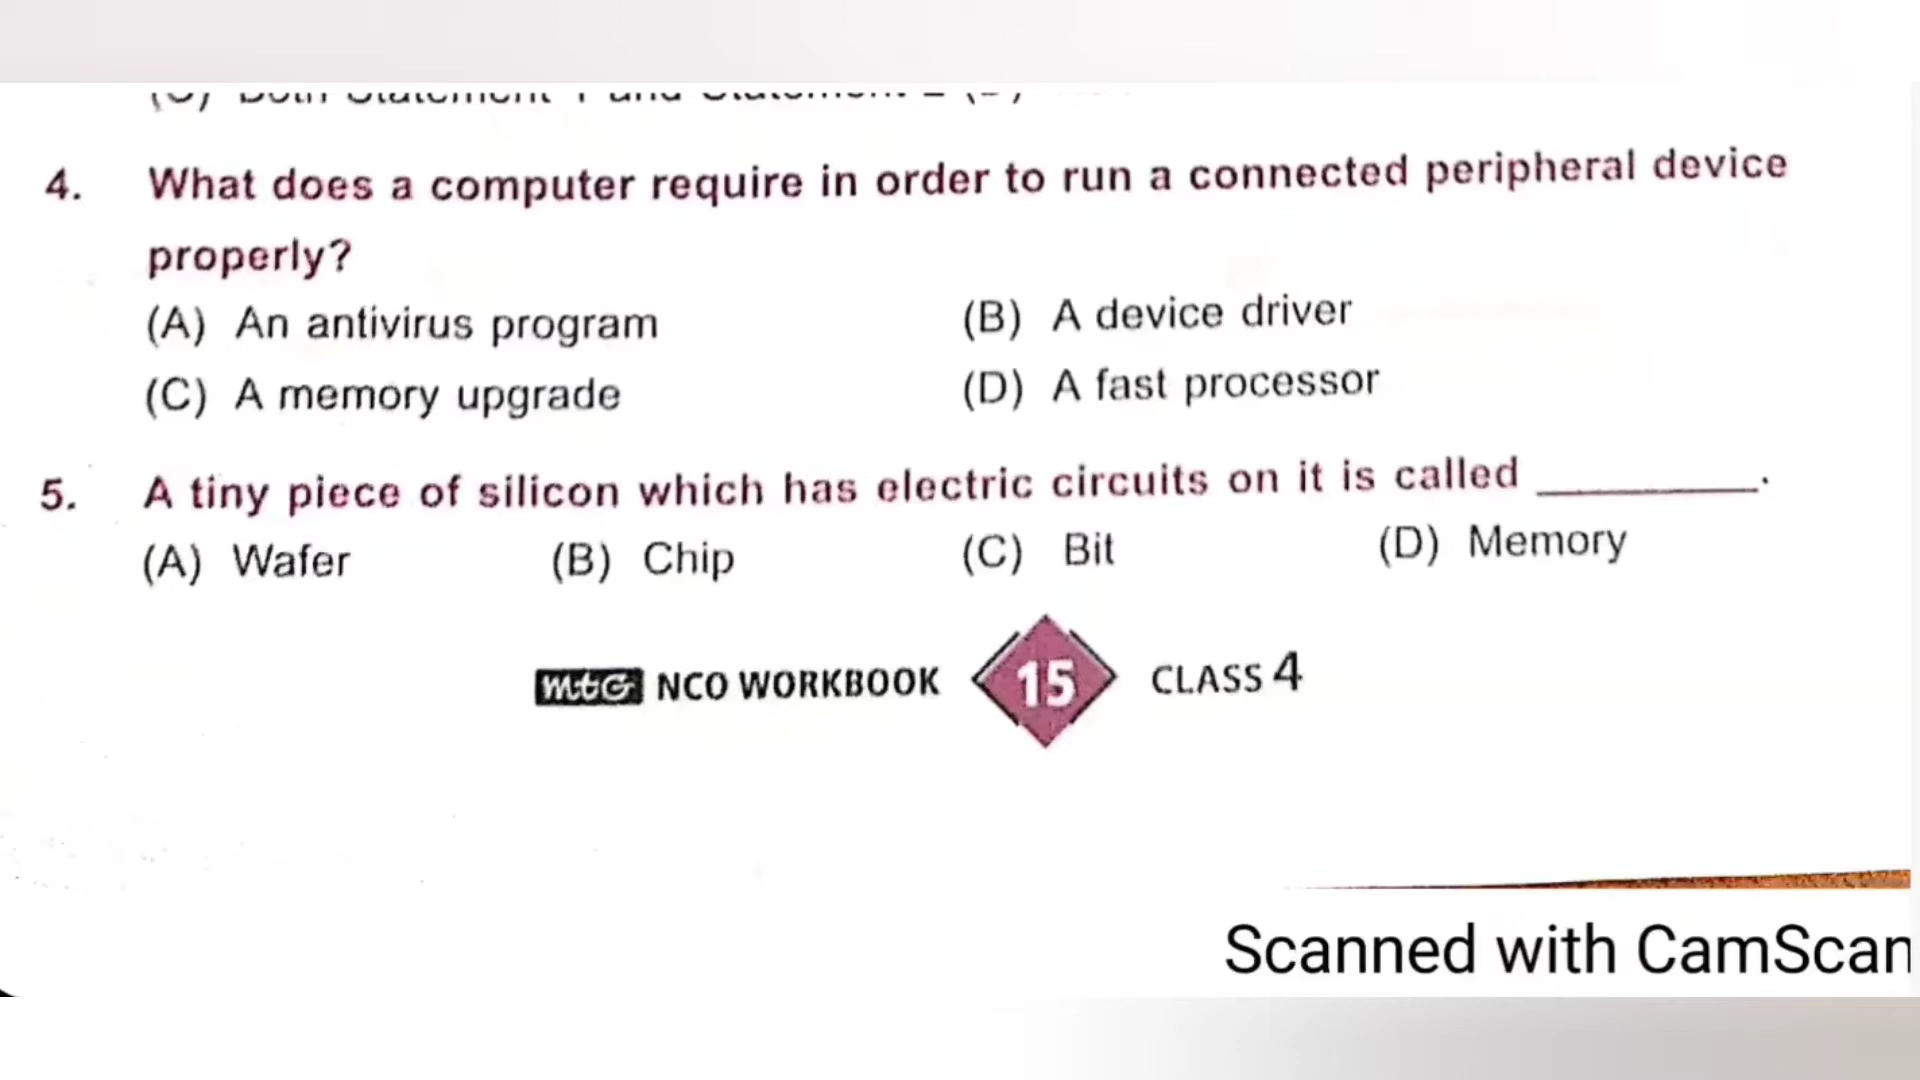 4. What does a computer require in order to run a connected peripheral device
properly?
(A) An antivirus program (B) A device driver
(C) A memory upgrade (D) A fast processor
5. A tiny piece of silicon which has electric circuits on it is called ________.
(A) Wafer (B) Chip (C) Bit (D) Memory
mtG NCO WORKBOOK 15 CLASS 4
Scanned with CamScan